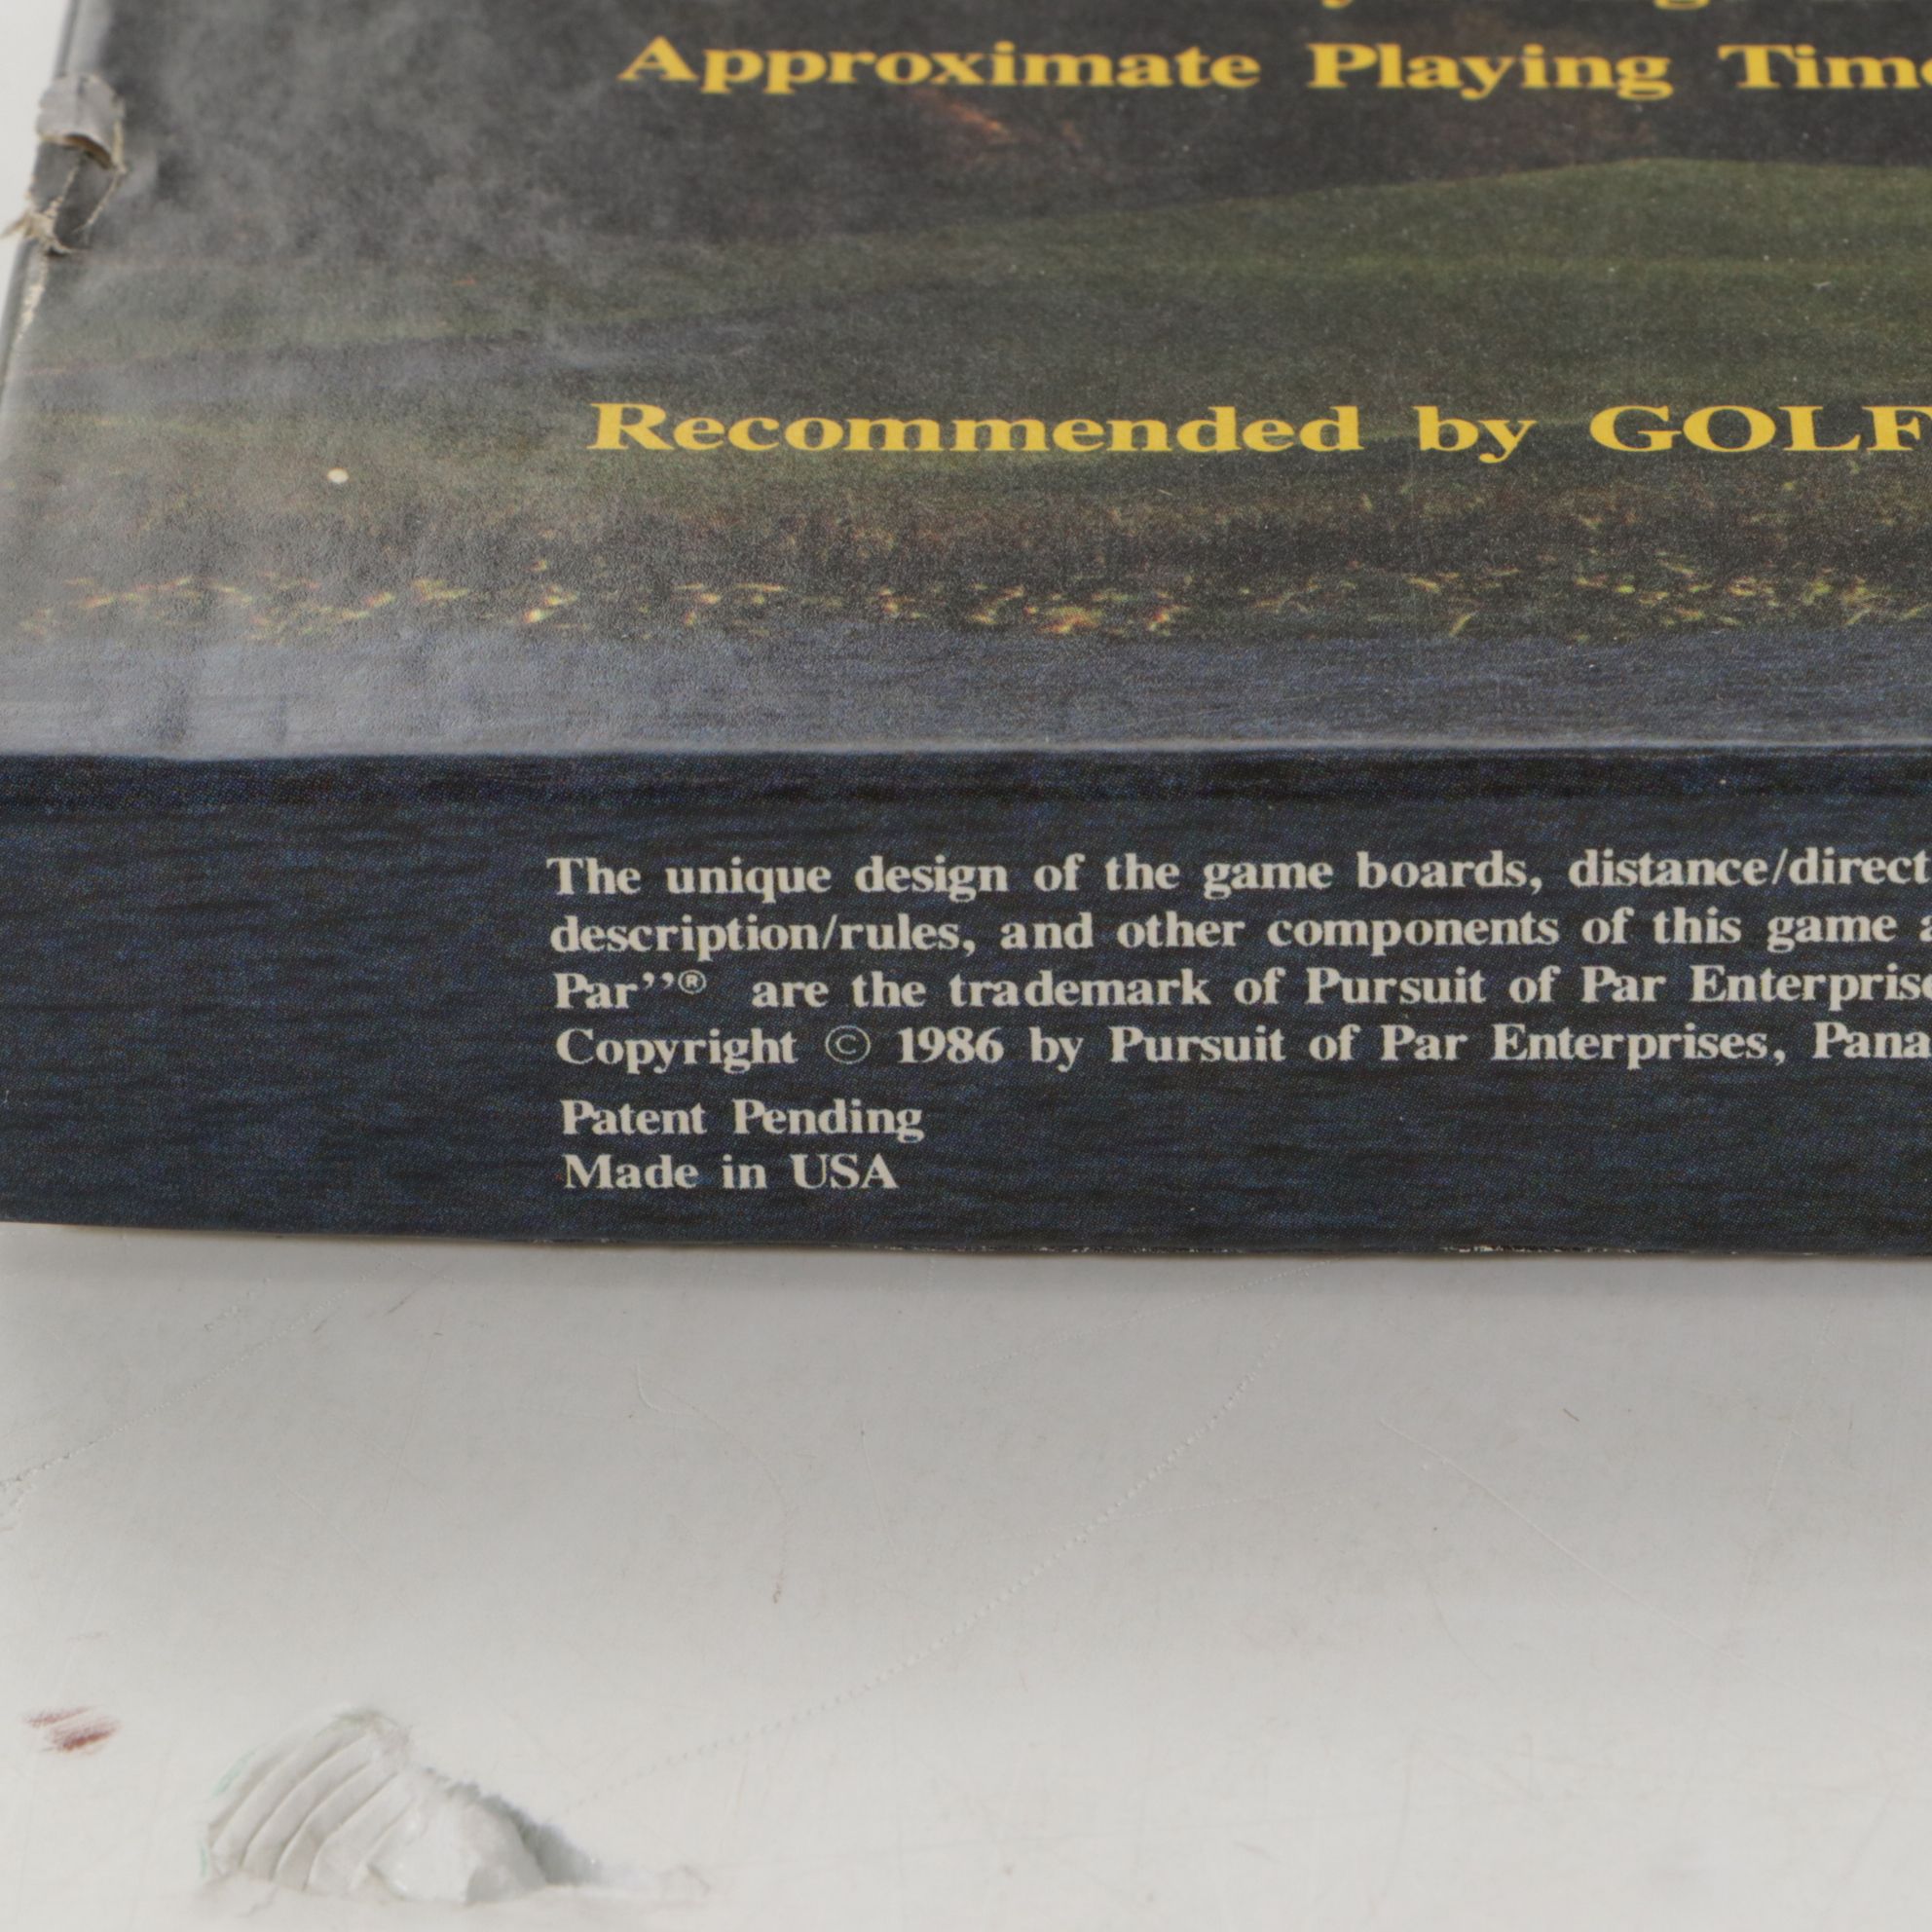 Approximate Playing Time
Recommended by GOLF
The unique design of the game boards, distance/direct
description/rules, and other components of this game a
Par”® are the trademark of Pursuit of Par Enterprise
Copyright © 1986 by Pursuit of Par Enterprises, Pana
Patent Pending
Made in USA